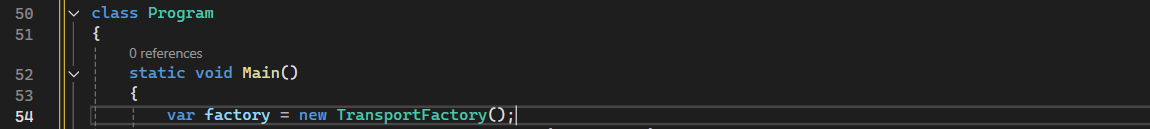 50 class Program
51 {
0 references
52 static void Main()
53 {
54 var factory = new TransportFactory();